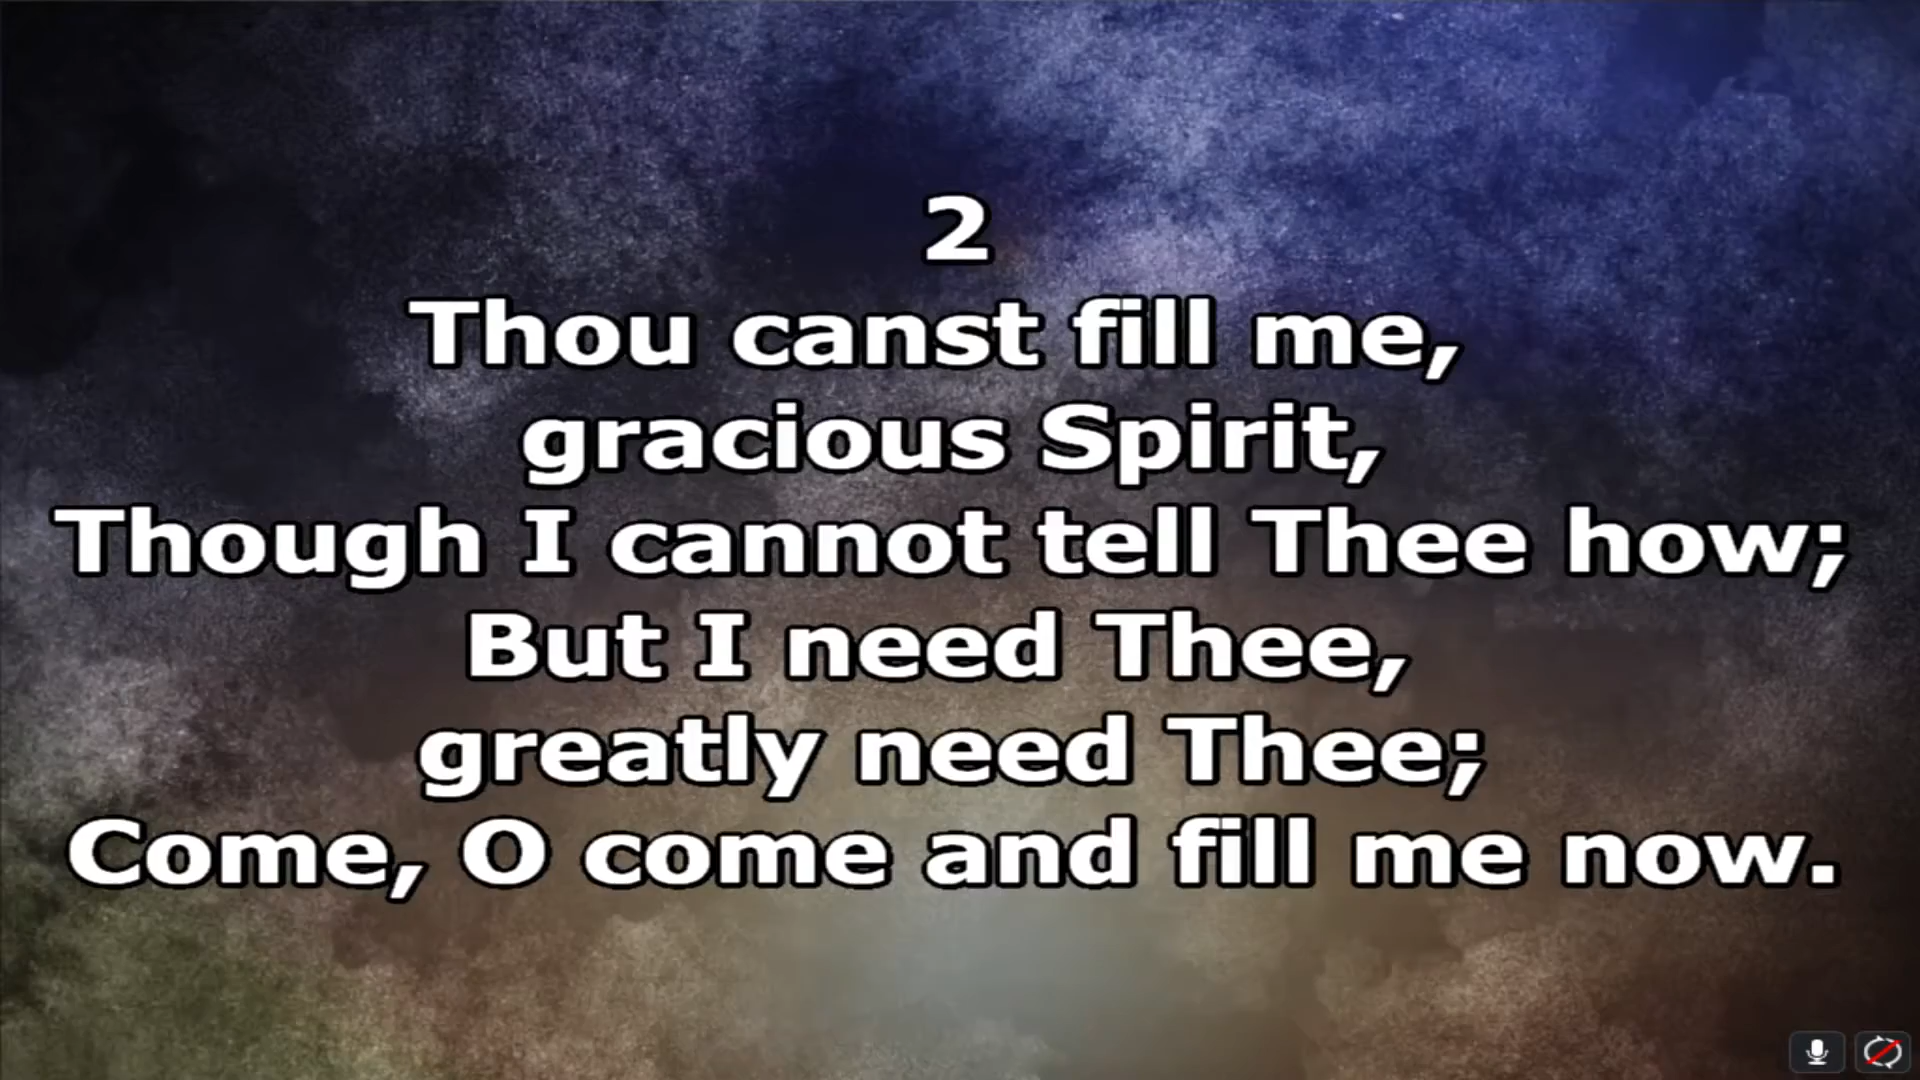 2
Thou canst fill me,
gracious Spirit,
Though I cannot tell Thee how;
But I need Thee,
greatly need Thee;
Come, O come and fill me now.